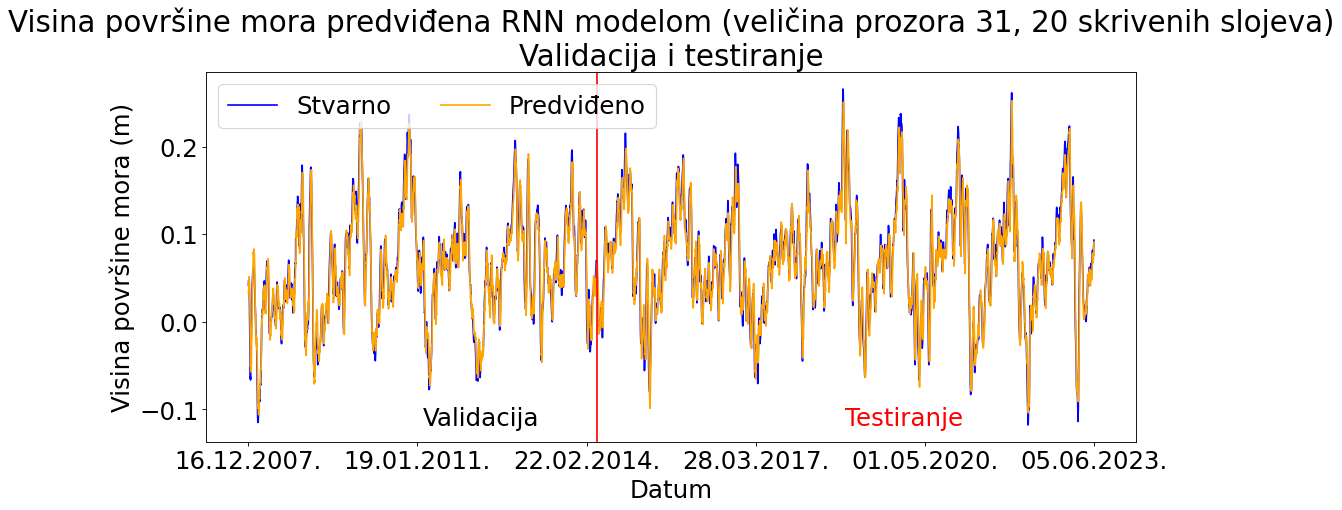 Visina površine mora predviđena RNN modelom (veličina prozora 31, 20 skrivenih slojeva)
Validacija i testiranje
Stvarno
Predviđeno
Visina površine mora (m)
0.2
0.1
0.0
−0.1
Validacija
Testiranje
16.12.2007.
19.01.2011.
22.02.2014.
28.03.2017.
01.05.2020.
05.06.2023.
Datum